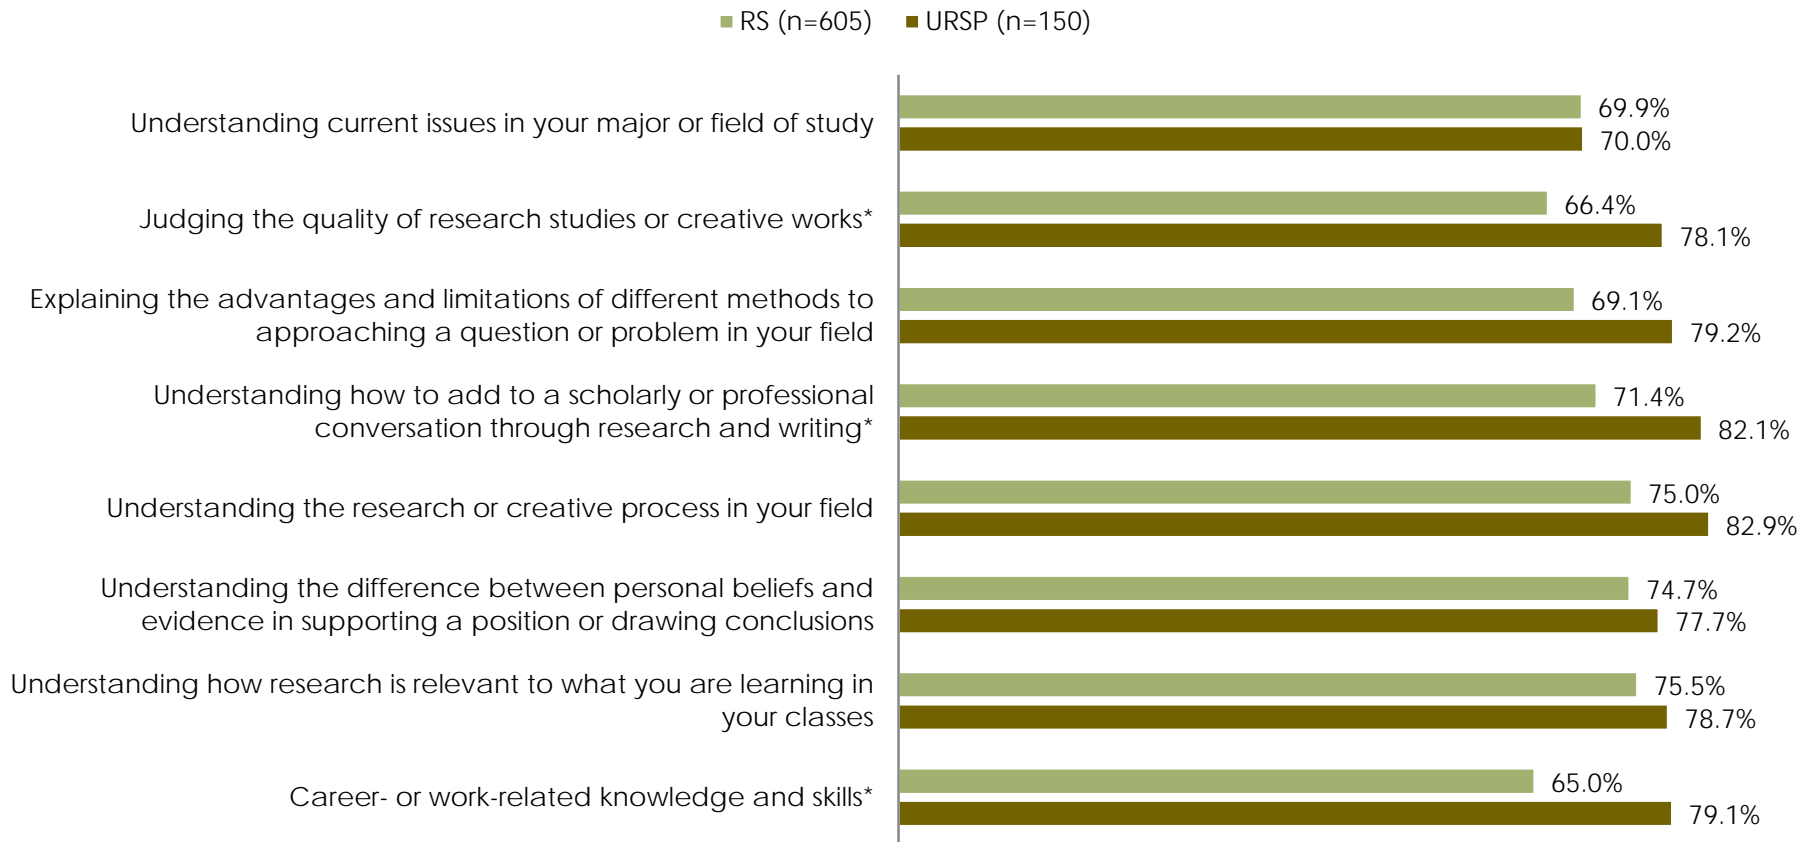 RS (n=605) URSP (n=150)
Understanding current issues in your major or field of study
69.9%
70.0%
Judging the quality of research studies or creative works*
66.4%
78.1%
Explaining the advantages and limitations of different methods to
approaching a question or problem in your field
69.1%
79.2%
Understanding how to add to a scholarly or professional
conversation through research and writing*
71.4%
82.1%
Understanding the research or creative process in your field
75.0%
82.9%
Understanding the difference between personal beliefs and
evidence in supporting a position or drawing conclusions
74.7%
77.7%
Understanding how research is relevant to what you are learning in
your classes
75.5%
78.7%
Career- or work-related knowledge and skills*
65.0%
79.1%